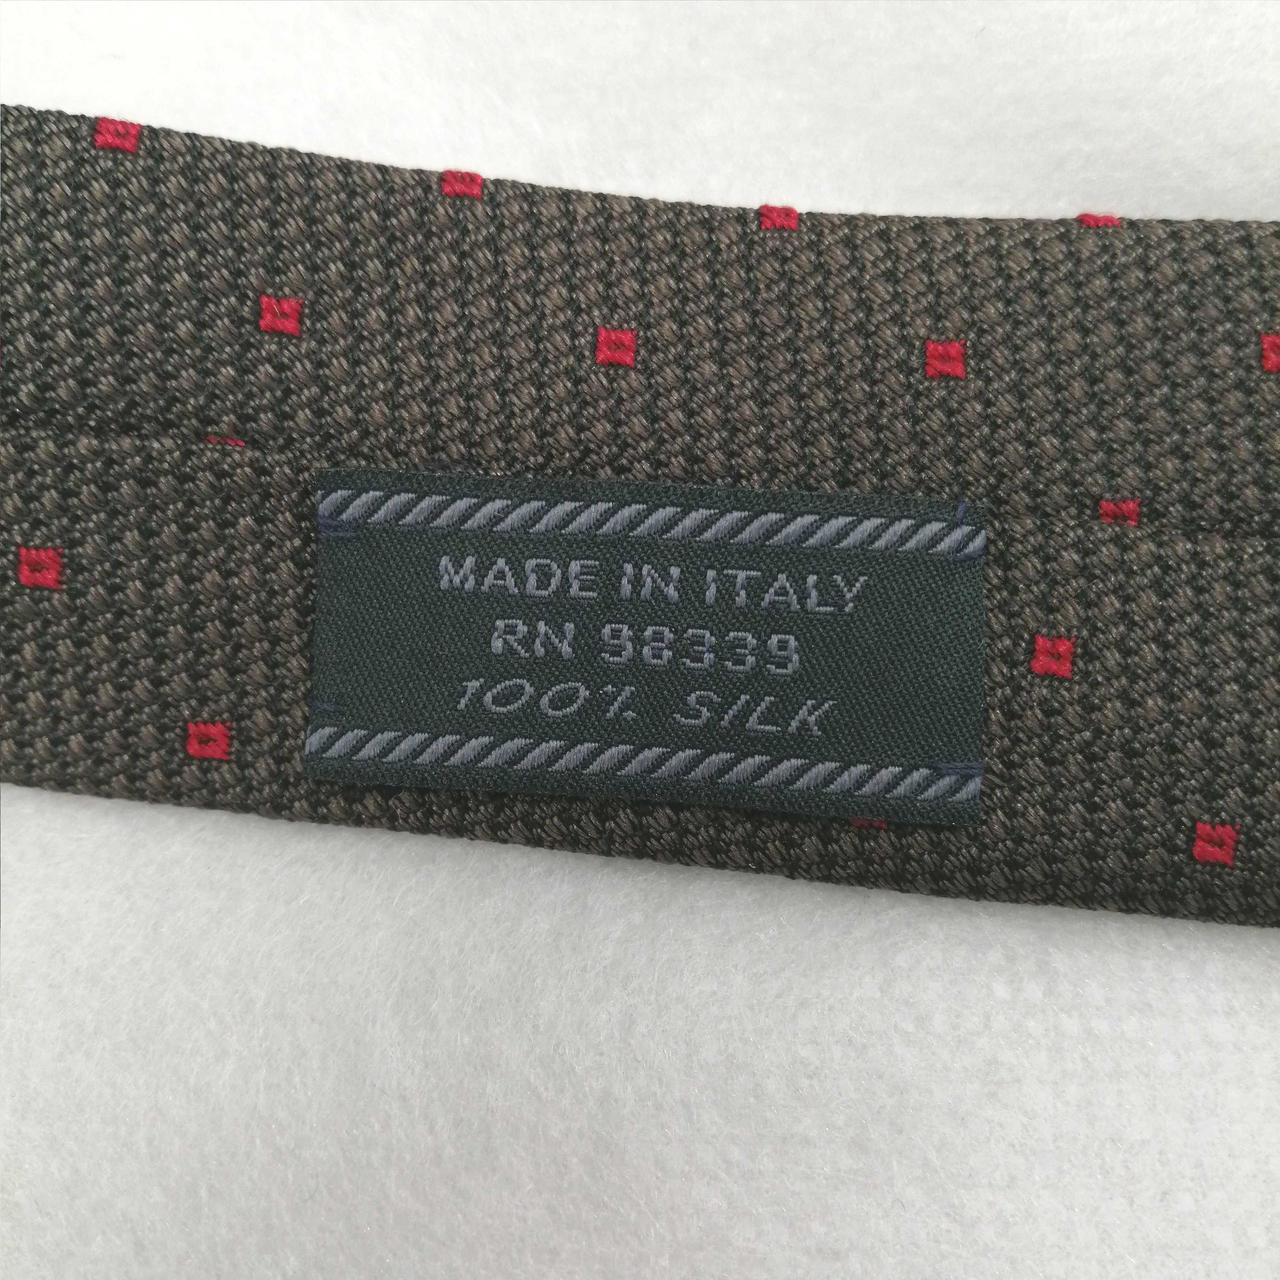 MADE IN ITALY
RN 98339
100% SILK